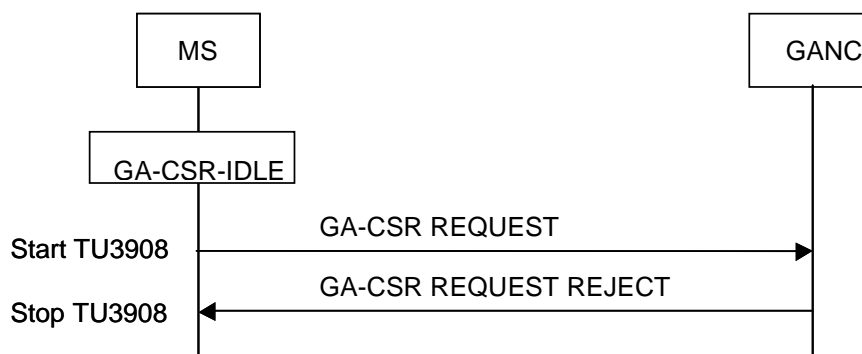 MS
GANC
GA-CSR-IDLE
GA-CSR REQUEST
Start TU3908
GA-CSR REQUEST REJECT
Stop TU3908